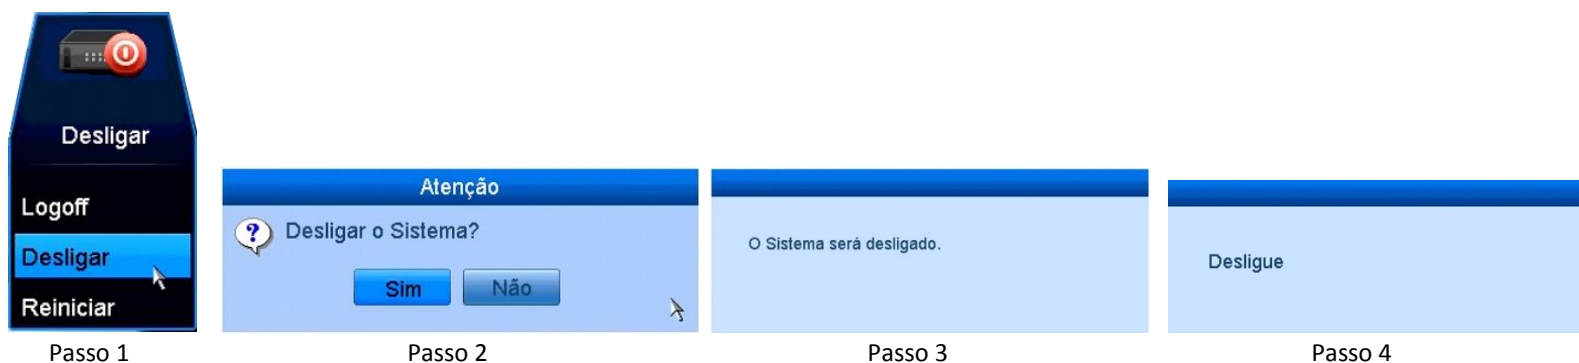 Desligar
Logoff
Desligar
Reiniciar
Passo 1
Atenção
Desligar o Sistema?
Sim Não
Passo 2
O Sistema será desligado.
Passo 3
Desligue
Passo 4